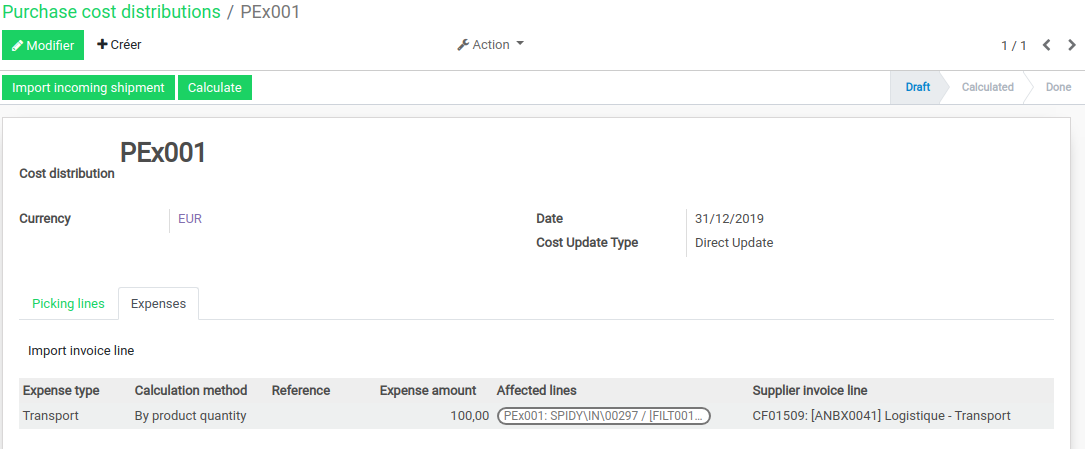 Purchase cost distributions / PEx001
Modifier Créer Action 1 / 1
Import incoming shipment Calculate Draft Calculated Done
PEx001
Cost distribution
Currency EUR Date 31/12/2019
Cost Update Type Direct Update
Picking lines Expenses
Import invoice line
Expense type Calculation method Reference Expense amount Affected lines Supplier invoice line
Transport By product quantity 100,00 PEx001: SPIDY\IN\00297 / [FILT001... CF01509: [ANBX0041] Logistique - Transport